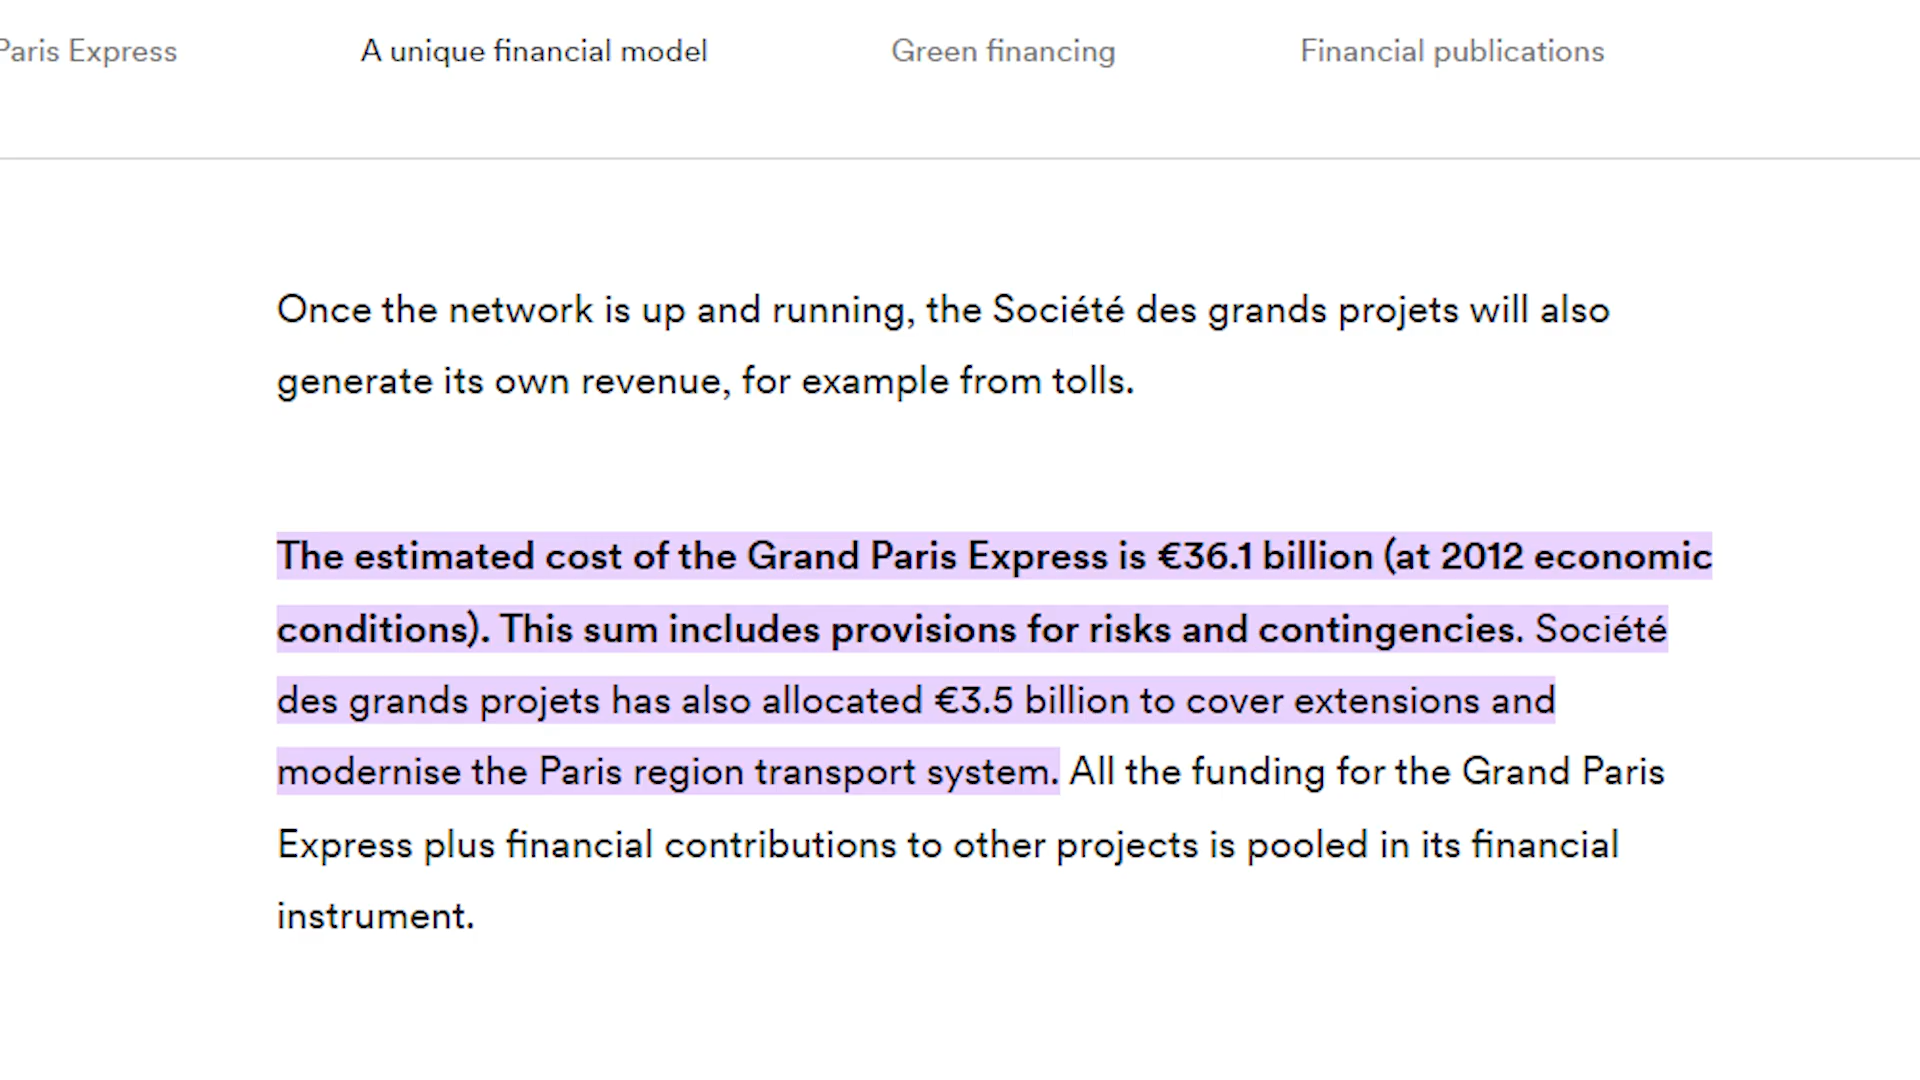 Paris Express
A unique financial model
Green financing
Financial publications
Once the network is up and running, the Société des grands projets will also
generate its own revenue, for example from tolls.
The estimated cost of the Grand Paris Express is €36.1 billion (at 2012 economic
conditions). This sum includes provisions for risks and contingencies. Société
des grands projets has also allocated €3.5 billion to cover extensions and
modernise the Paris region transport system. All the funding for the Grand Paris
Express plus financial contributions to other projects is pooled in its financial
instrument.